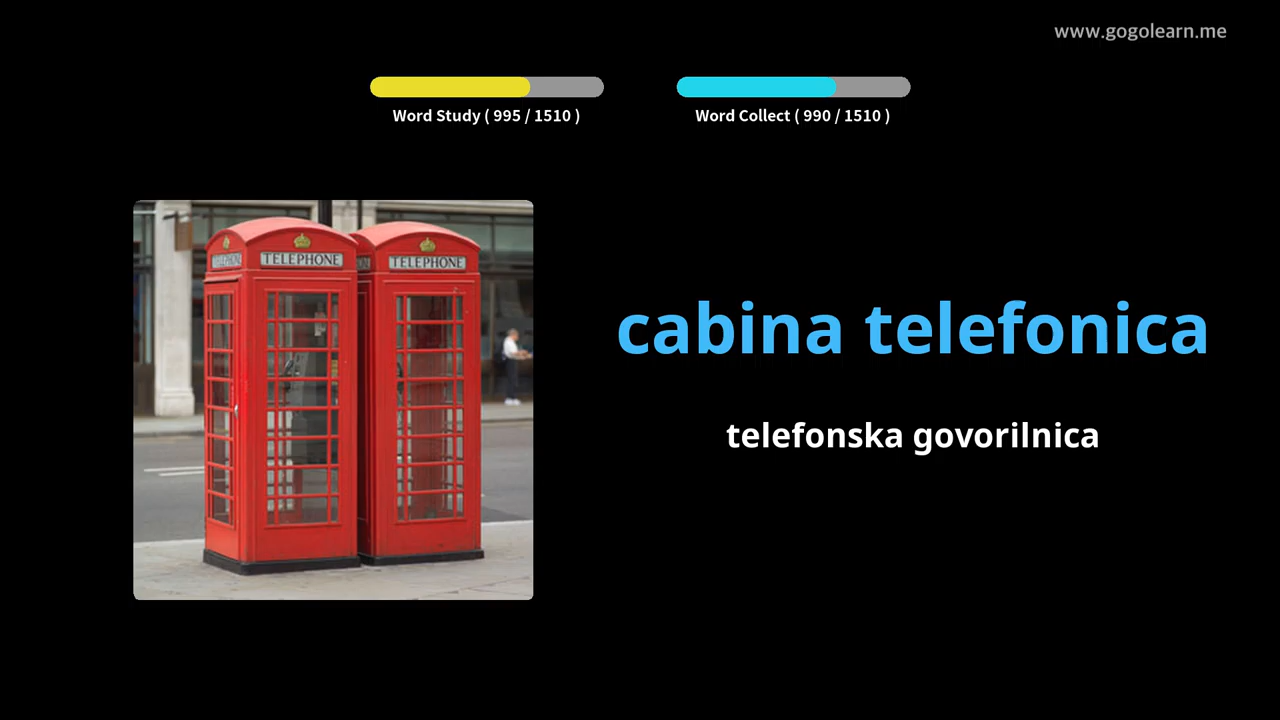 www.gogolearn.me
Word Study ( 995 / 1510 )
Word Collect ( 990 / 1510 )
TELEPHONE
TELEPHONE
cabina telefonica
telefonska govorilnica